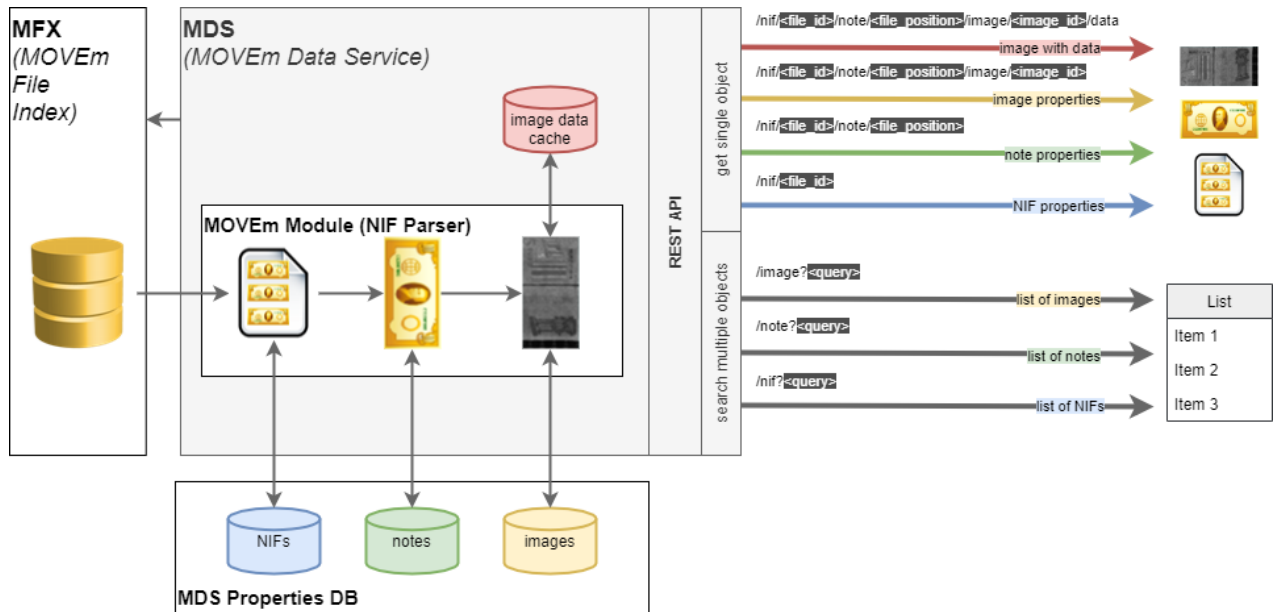 MFX
(MOVEm
File
Index)
MDS
(MOVEm Data Service)
image data
cache
MOVEm Module (NIF Parser)
REST API
get single object
search multiple objects
/nif/<file_id>/note/<file_position>/image/<image_id>/data
image with data
/nif/<file_id>/note/<file_position>/image/<image_id>
image properties
/nif/<file_id>/note/<file_position>
note properties
/nif/<file_id>
NIF properties
/image?<query>
list of images
/note?<query>
list of notes
/nif?<query>
list of NIFs
List
Item 1
Item 2
Item 3
NIFs
notes
images
MDS Properties DB